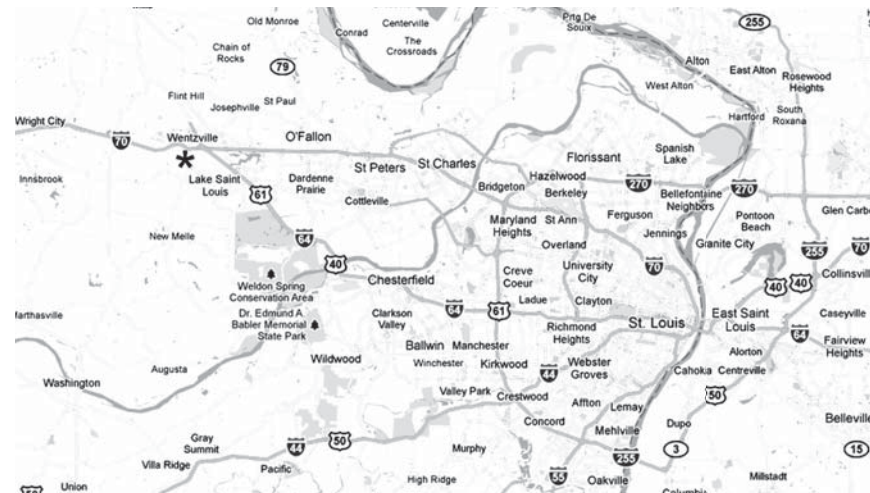 Old Monroe
Centerville
Prtg De
Souix
255
Conrad
The
Crossroads
Chain of
Rocks
79
Alton
East Alton
Rosewood
Heights
West Alton
Flint Hill
St Paul
Josephville
Hartford
South
Roxana
Wright City
70
Wentzville
O'Fallon
*
St Peters
St Charles
Florissant
Spanish
Lake
Innsbrook
Lake Saint
Louis
61
Dardenne
Prairie
Hazelwood
Bridgeton
Berkeley
270
Bellefontaine
Neighbors
270
Cottleville
Maryland
Heights
St Ann
Ferguson
Pontoon
Beach
Glen Carbo
New Melle
64
Jennings
Granite City
Overland
255
70
40
Chesterfield
Creve
Coeur
University
City
70
40
40
Collinsville
Weldon Spring
Conservation Area
Ladue
Clayton
Marthasville
Dr. Edmund A
Babler Memorial
State Park
Clarkson
Valley
64
61
St. Louis
East Saint
Louis
Caseyville
Richmond
Heights
64
Fairview
Heights
Wildwood
Ballwin
Manchester
Alorton
Augusta
Winchester
Kirkwood
44
Webster
Groves
Cahokia
Centreville
Washington
Valley Park
Crestwood
50
Affton
Lemay
Concord
Mehlville
Dupo
Belleville
Gray
Summit
44
50
Murphy
3
15
Villa Ridge
Pacific
255
High Ridge
55
Oakville
Millstadt
Union
50
Columbia